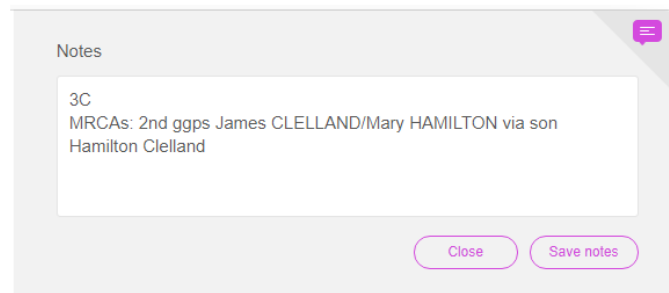 Notes
3C
MRCAs: 2nd ggps James CLELLAND/Mary HAMILTON via son
Hamilton Clelland
Close
Save notes